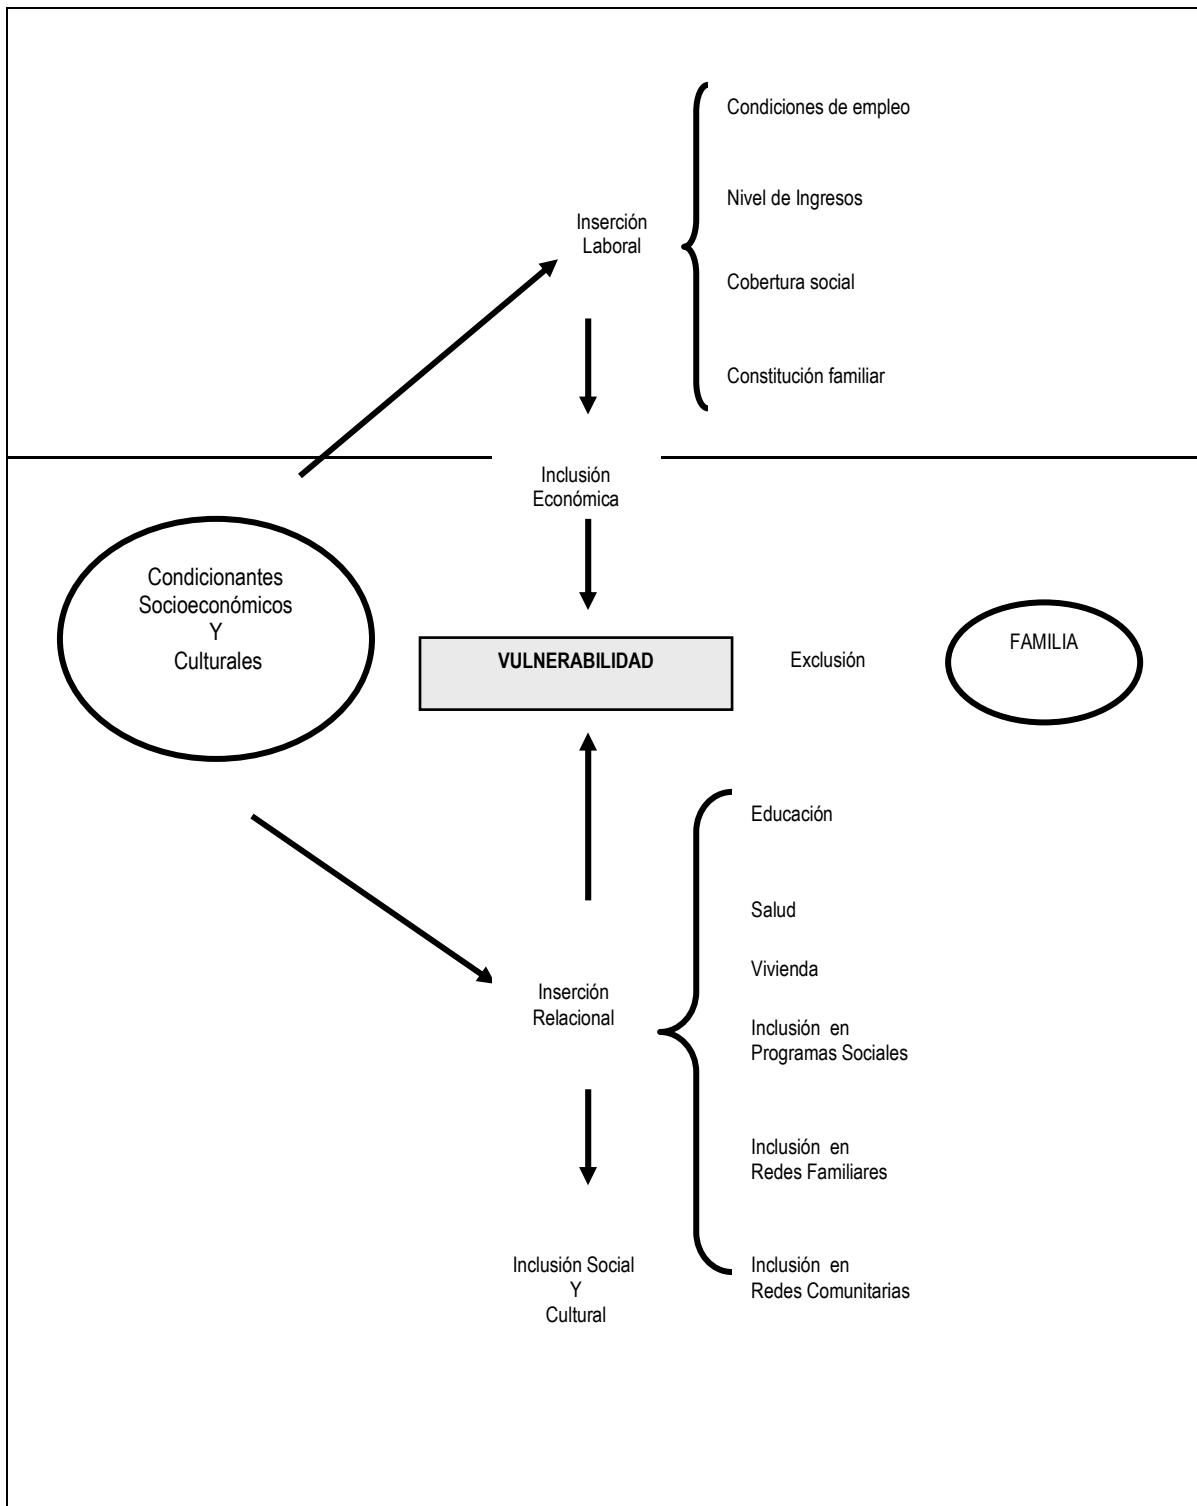 Condiciones de empleo
Nivel de Ingresos
Inserción
Laboral
Cobertura social
Constitución familiar
Inclusión
Económica
Condicionantes
Socioeconómicos
Y
Culturales
VULNERABILIDAD
Exclusión
FAMILIA
Educación
Salud
Vivienda
Inserción
Relacional
Inclusión en
Programas Sociales
Inclusión en
Redes Familiares
Inclusión Social
Y
Cultural
Inclusión en
Redes Comunitarias